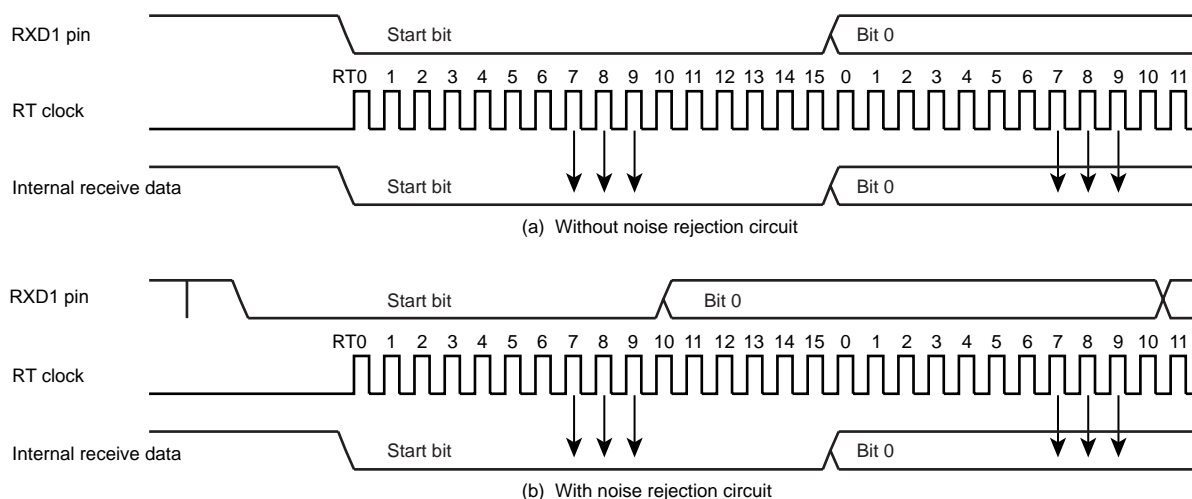 RXD1 pin Start bit Bit 0
RT0 1 2 3 4 5 6 7 8 9 10 11 12 13 14 15 0 1 2 3 4 5 6 7 8 9 10 11
RT clock
Internal receive data Start bit Bit 0
(a) Without noise rejection circuit
RXD1 pin Start bit Bit 0
RT0 1 2 3 4 5 6 7 8 9 10 11 12 13 14 15 0 1 2 3 4 5 6 7 8 9 10 11
RT clock
Internal receive data Start bit Bit 0
(b) With noise rejection circuit